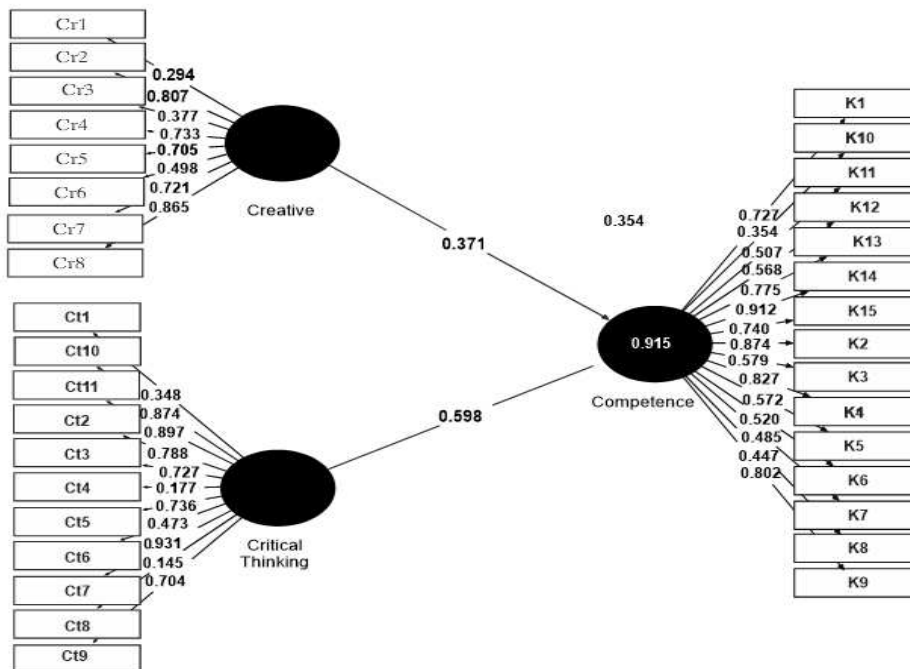 Cr1
Cr2
Cr3
Cr4
Cr5
Cr6
Cr7
Cr8
0.294
0.807
0.377
0.733
0.705
0.498
0.721
0.865
Creative
0.371
0.354
Ct1
Ct10
Ct11
Ct2
Ct3
Ct4
Ct5
Ct6
Ct7
Ct8
Ct9
0.348
0.874
0.897
0.788
0.727
0.177
0.736
0.473
0.931
0.145
0.704
Critical
Thinking
0.598
0.915
Competence
0.727
0.354
0.507
0.568
0.775
0.912
0.740
0.874
0.579
0.827
0.572
0.520
0.485
0.447
0.802
K1
K10
K11
K12
K13
K14
K15
K2
K3
K4
K5
K6
K7
K8
K9